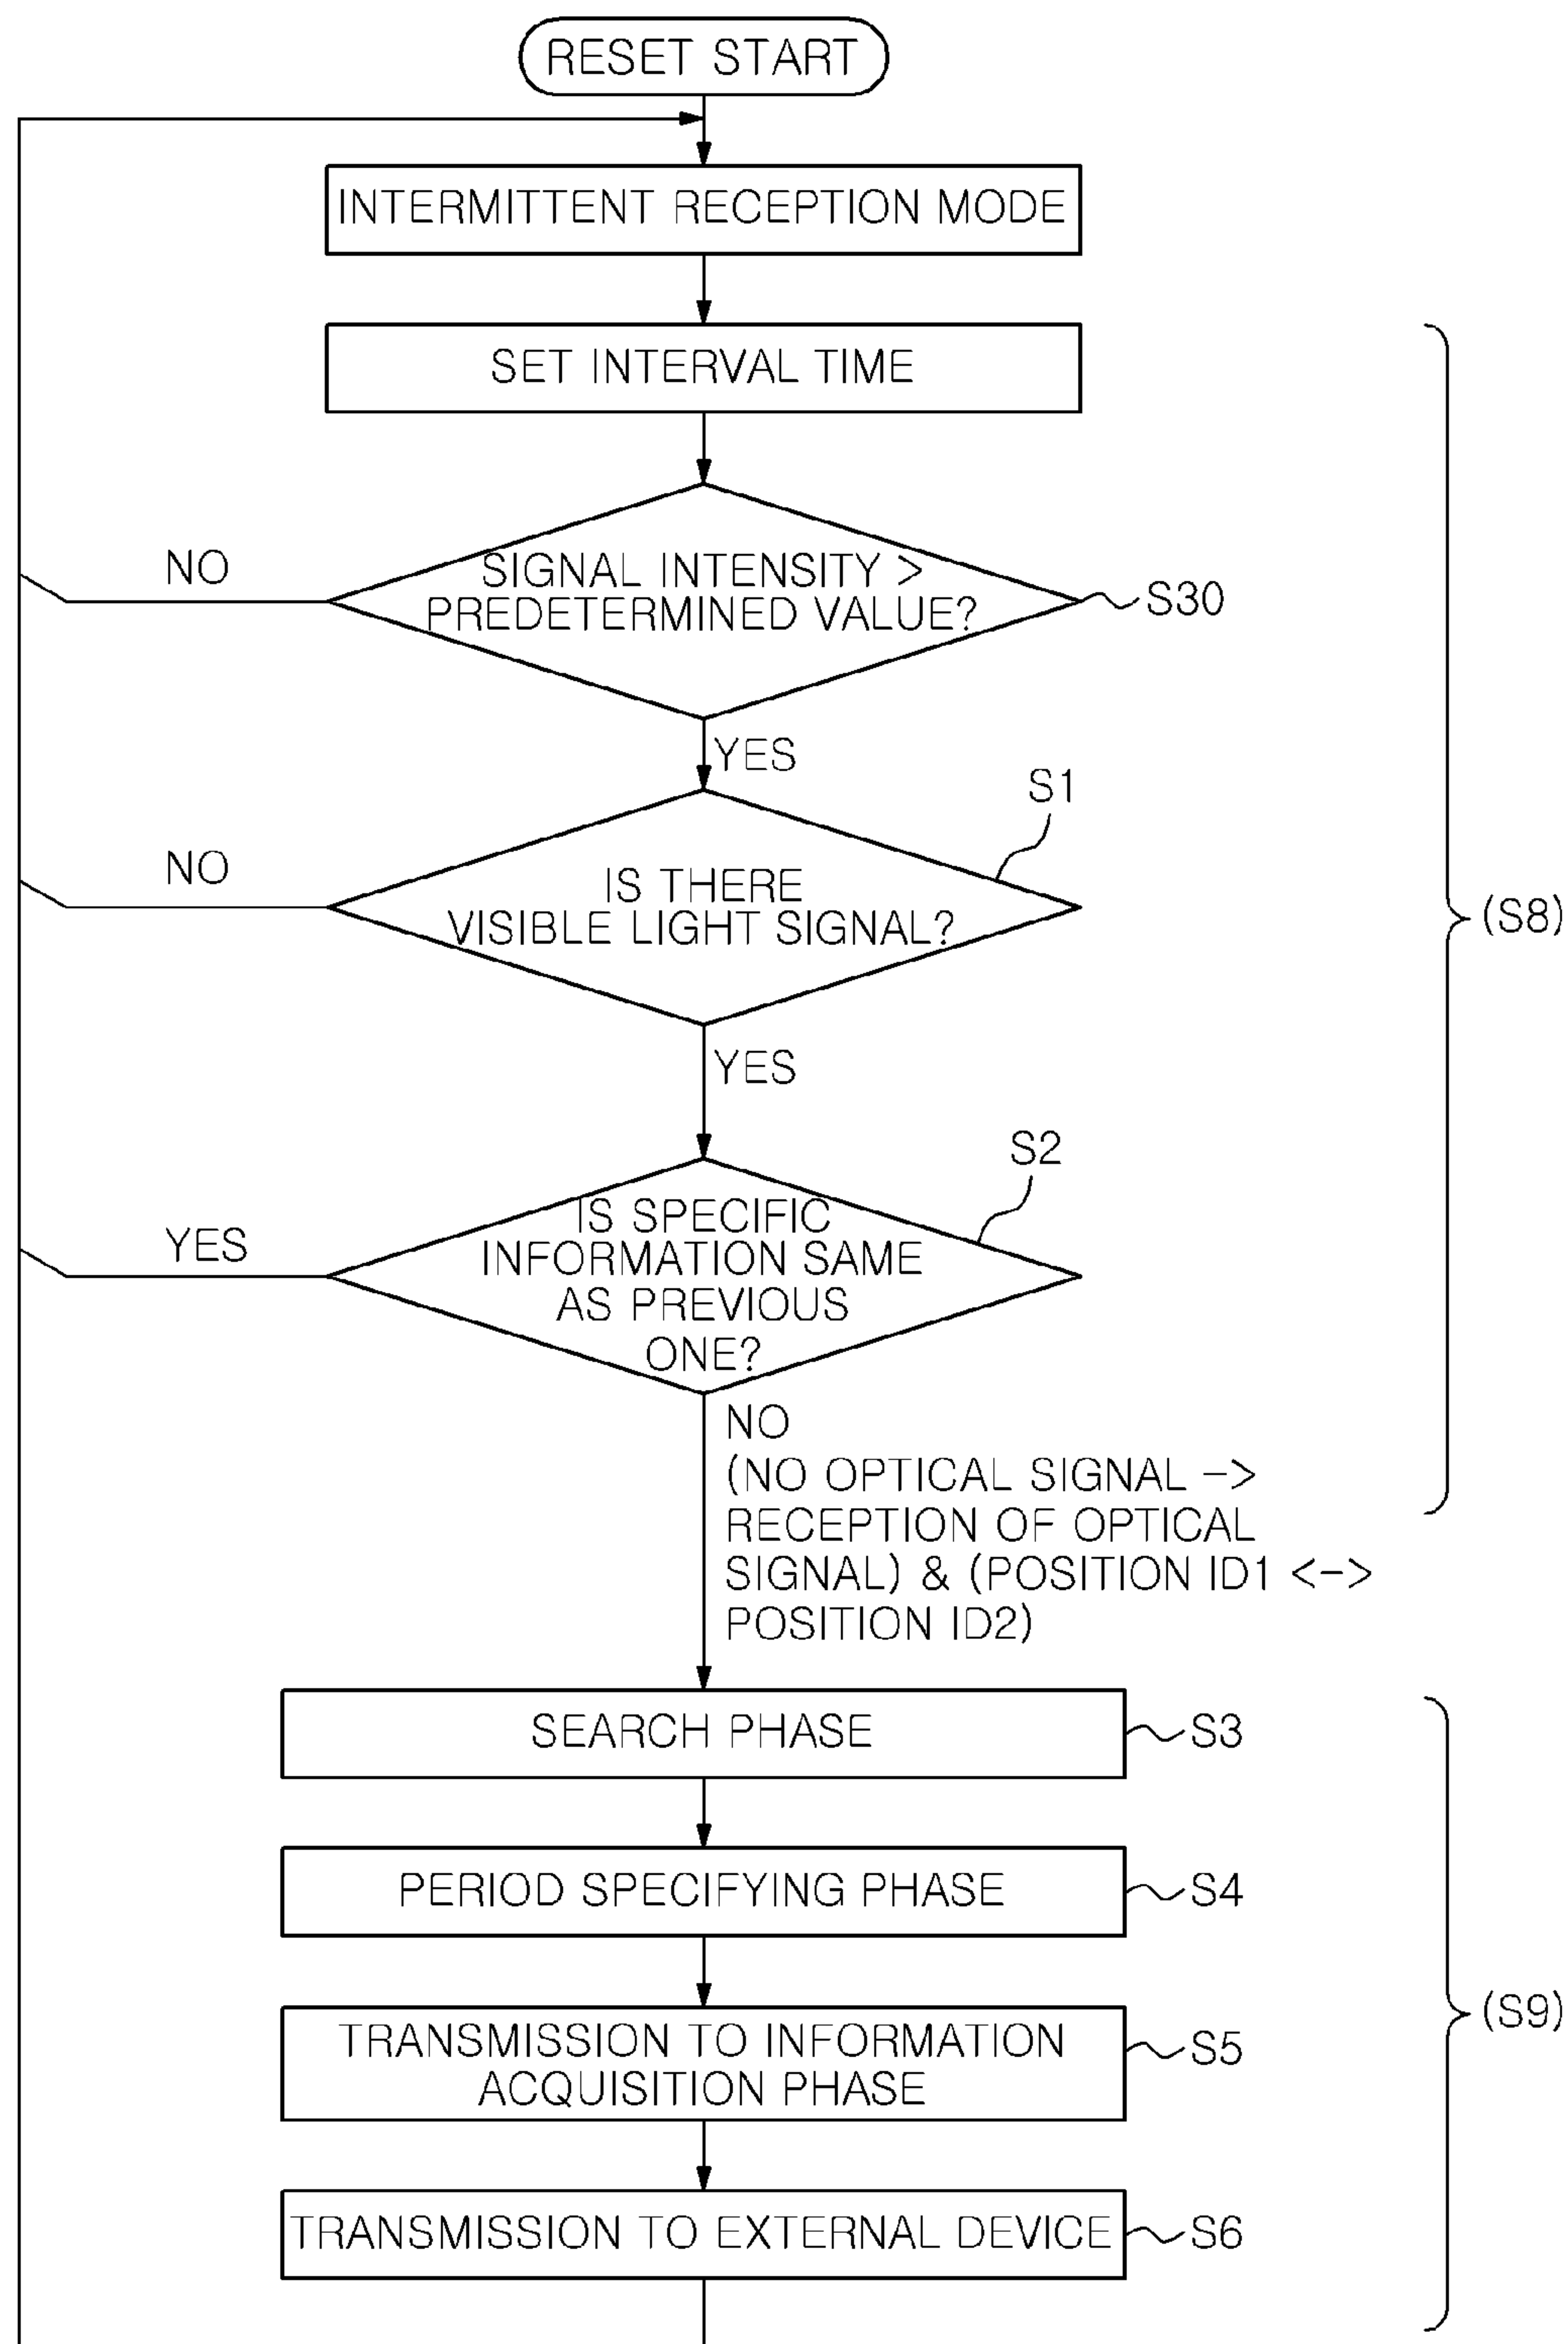 RESET START
INTERMITTENT RECEPTION MODE
SET INTERVAL TIME
SIGNAL INTENSITY >
PREDETERMINED VALUE?
NO
S30
YES
S1
IS THERE
VISIBLE LIGHT SIGNAL?
NO
(S8)
YES
S2
IS SPECIFIC
INFORMATION SAME
AS PREVIOUS
ONE?
YES
NO
(NO OPTICAL SIGNAL —>
RECEPTION OF OPTICAL
SIGNAL) & (POSITION ID1 <—>
POSITION ID2)
SEARCH PHASE
S3
PERIOD SPECIFYING PHASE
S4
TRANSMISSION TO INFORMATION
ACQUISITION PHASE
S5
(S9)
TRANSMISSION TO EXTERNAL DEVICE
S6